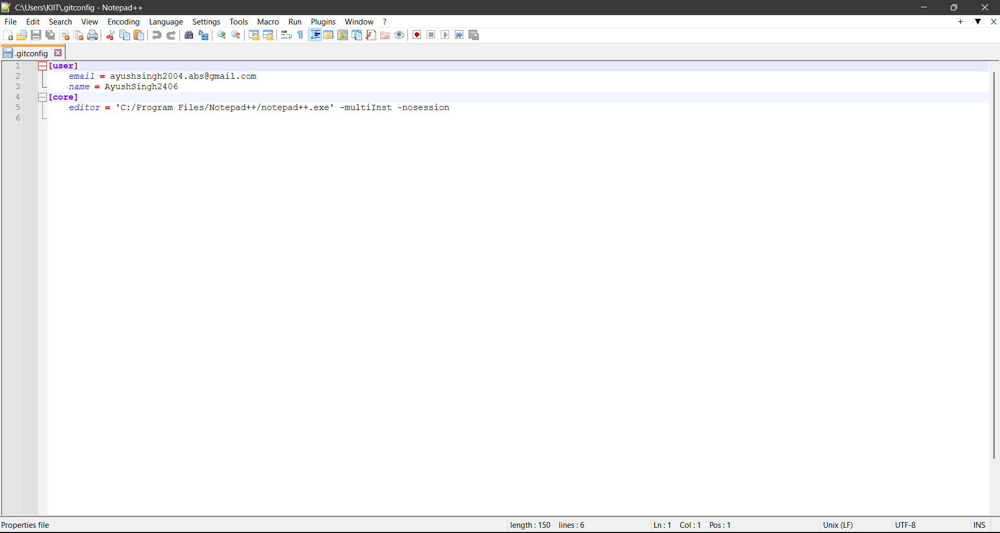 C:\Users\KIIT\.gitconfig - Notepad++
File Edit Search View Encoding Language Settings Tools Macro Run Plugins Window ?
.gitconfig
1 [user]
2 email = ayushsingh2004.abs@gmail.com
3 name = AyushSingh2406
4 [core]
5 editor = 'C:/Program Files/Notepad++/notepad++.exe' -multiInst -nosession
6
Properties file length : 150 lines : 6 Ln : 1 Col : 1 Pos : 1 Unix (LF) UTF-8 INS